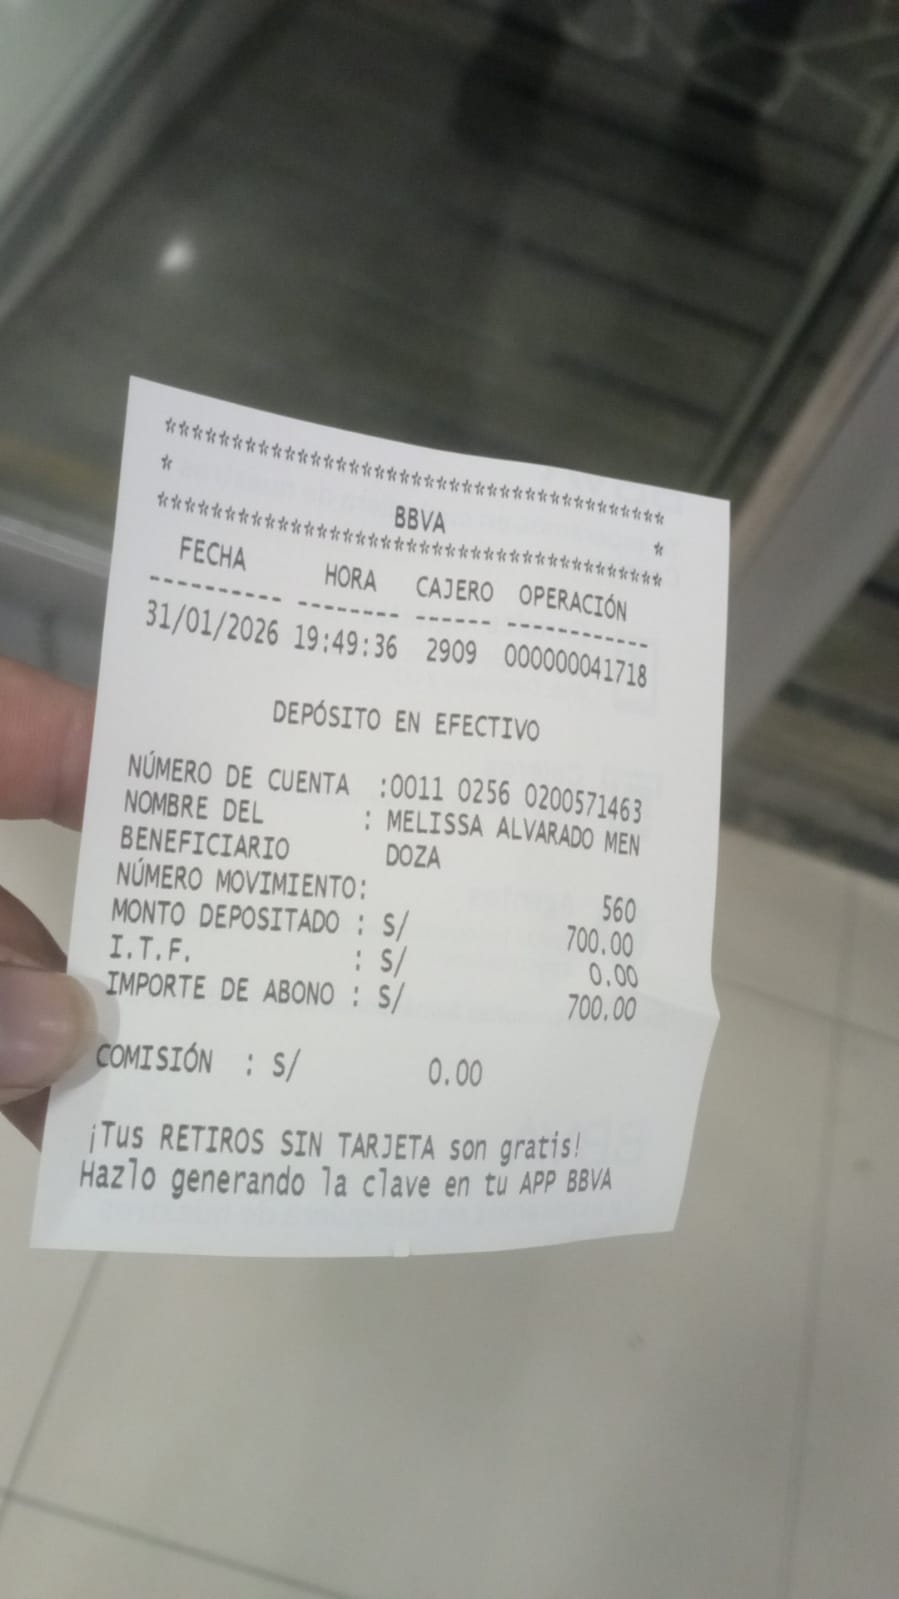 ****************************************
* BBVA *
****************************************
FECHA HORA CAJERO OPERACIÓN
---------- -------- ------ ------------
31/01/2026 19:49:36 2909 000000041718
DEPÓSITO EN EFECTIVO
NÚMERO DE CUENTA :0011 0256 0200571463
NOMBRE DEL : MELISSA ALVARADO MEN
BENEFICIARIO DOZA
NÚMERO MOVIMIENTO: 560
MONTO DEPOSITADO : S/ 700.00
I.T.F. : S/ 0.00
IMPORTE DE ABONO : S/ 700.00
COMISIÓN : S/ 0.00
¡Tus RETIROS SIN TARJETA son gratis!
Hazlo generando la clave en tu APP BBVA